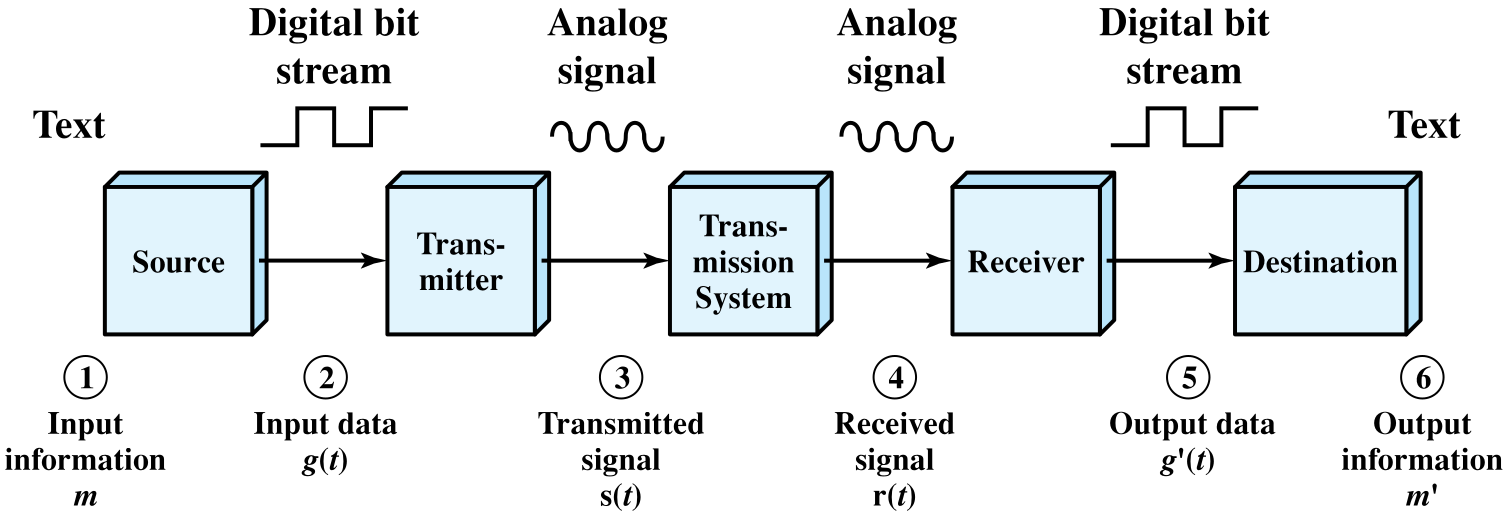 Digital bit
stream
Analog
signal
Analog
signal
Digital bit
stream
Text
Text
Source
Trans-
mitter
Trans-
mission
System
Receiver
Destination
1
Input
information
m
2
Input data
g(t)
3
Transmitted
signal
s(t)
4
Received
signal
r(t)
5
Output data
g'(t)
6
Output
information
m'